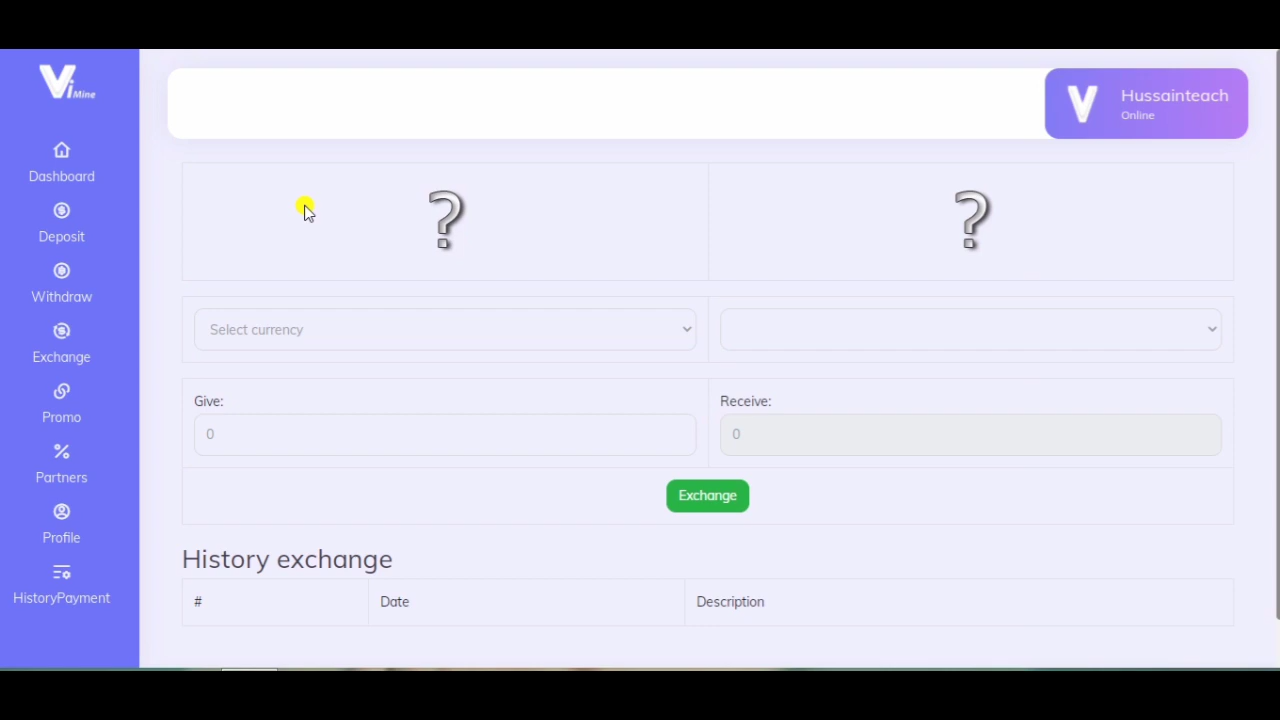 Vi Mine
Hussainteach
Online
Dashboard
Deposit
Withdraw
Exchange
Promo
Partners
Profile
HistoryPayment
? ?
Select currency
Give: Receive:
0 0
Exchange
History exchange
# Date Description